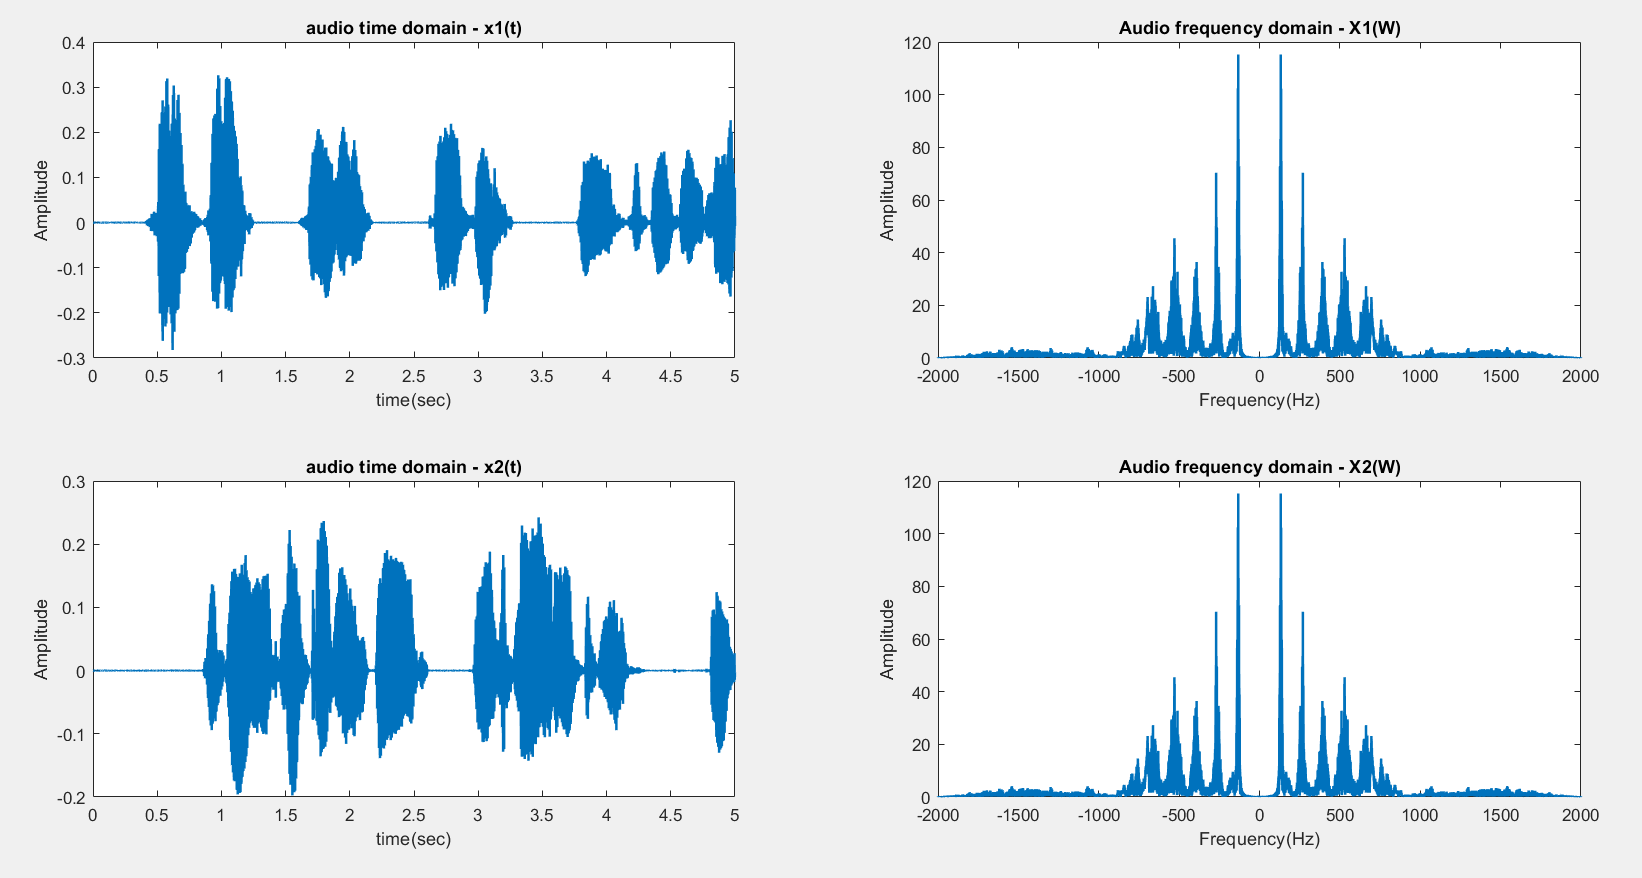 audio time domain - x1(t)
0.4
0.3
0.2
0.1
0
-0.1
-0.2
-0.3
Amplitude
0 0.5 1 1.5 2 2.5 3 3.5 4 4.5 5
time(sec)
Audio frequency domain - X1(W)
120
100
80
60
40
20
0
Amplitude
-2000 -1500 -1000 -500 0 500 1000 1500 2000
Frequency(Hz)
audio time domain - x2(t)
0.3
0.2
0.1
0
-0.1
-0.2
Amplitude
0 0.5 1 1.5 2 2.5 3 3.5 4 4.5 5
time(sec)
Audio frequency domain - X2(W)
120
100
80
60
40
20
0
Amplitude
-2000 -1500 -1000 -500 0 500 1000 1500 2000
Frequency(Hz)